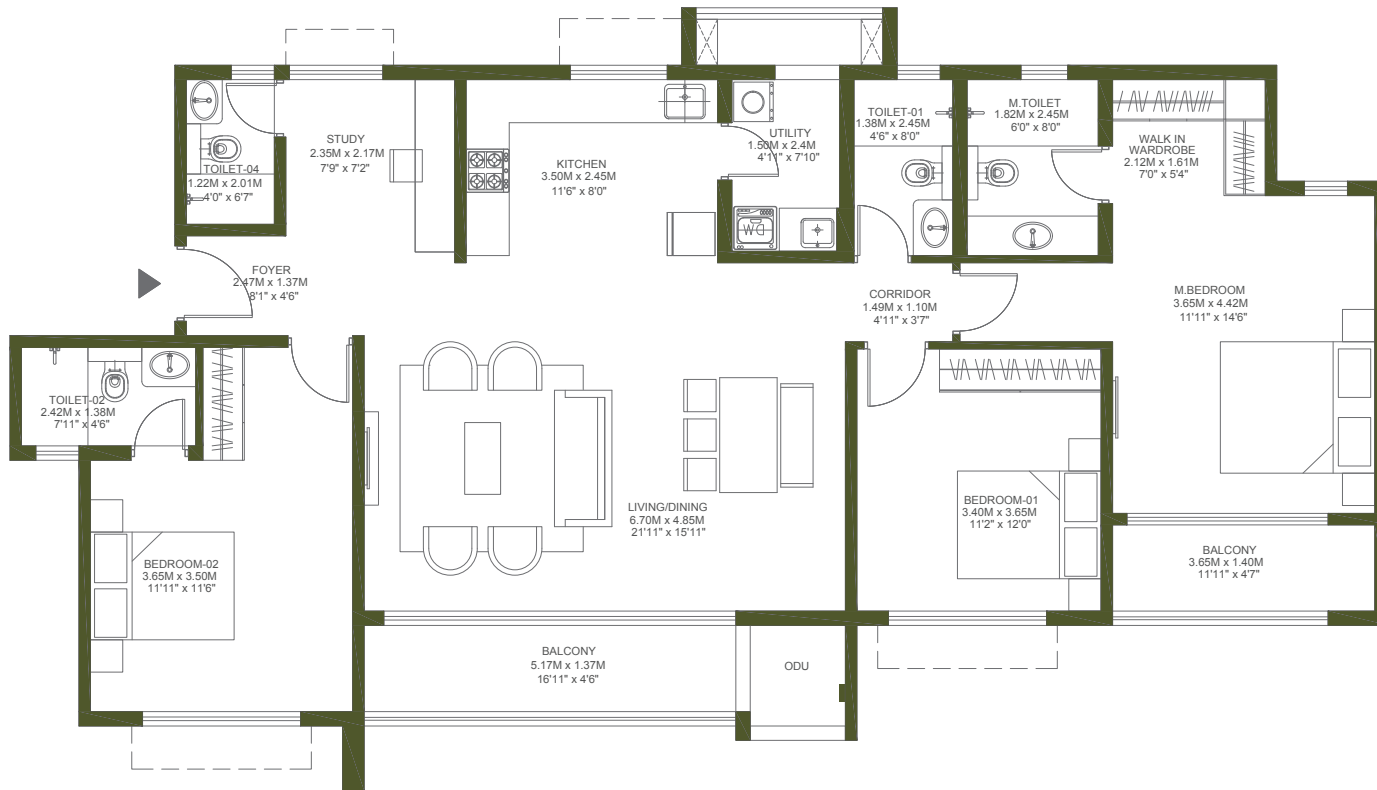 STUDY
2.35M x 2.17M
7'9" x 7'2"
TOILET-04
1.22M x 2.01M
4'0" x 6'7"
KITCHEN
3.50M x 2.45M
11'6" x 8'0"
UTILITY
1.50M x 2.4M
4'11" x 7'10"
DW
TOILET-01
1.38M x 2.45M
4'6" x 8'0"
M.TOILET
1.82M x 2.45M
6'0" x 8'0"
WALK IN
WARDROBE
2.12M x 1.61M
7'0" x 5'4"
FOYER
2.47M x 1.37M
8'1" x 4'6"
CORRIDOR
1.49M x 1.10M
4'11" x 3'7"
M.BEDROOM
3.65M x 4.42M
11'11" x 14'6"
TOILET-02
2.42M x 1.38M
7'11" x 4'6"
LIVING/DINING
6.70M x 4.85M
21'11" x 15'11"
BEDROOM-01
3.40M x 3.65M
11'2" x 12'0"
BALCONY
3.65M x 1.40M
11'11" x 4'7"
BEDROOM-02
3.65M x 3.50M
11'11" x 11'6"
BALCONY
5.17M x 1.37M
16'11" x 4'6"
ODU